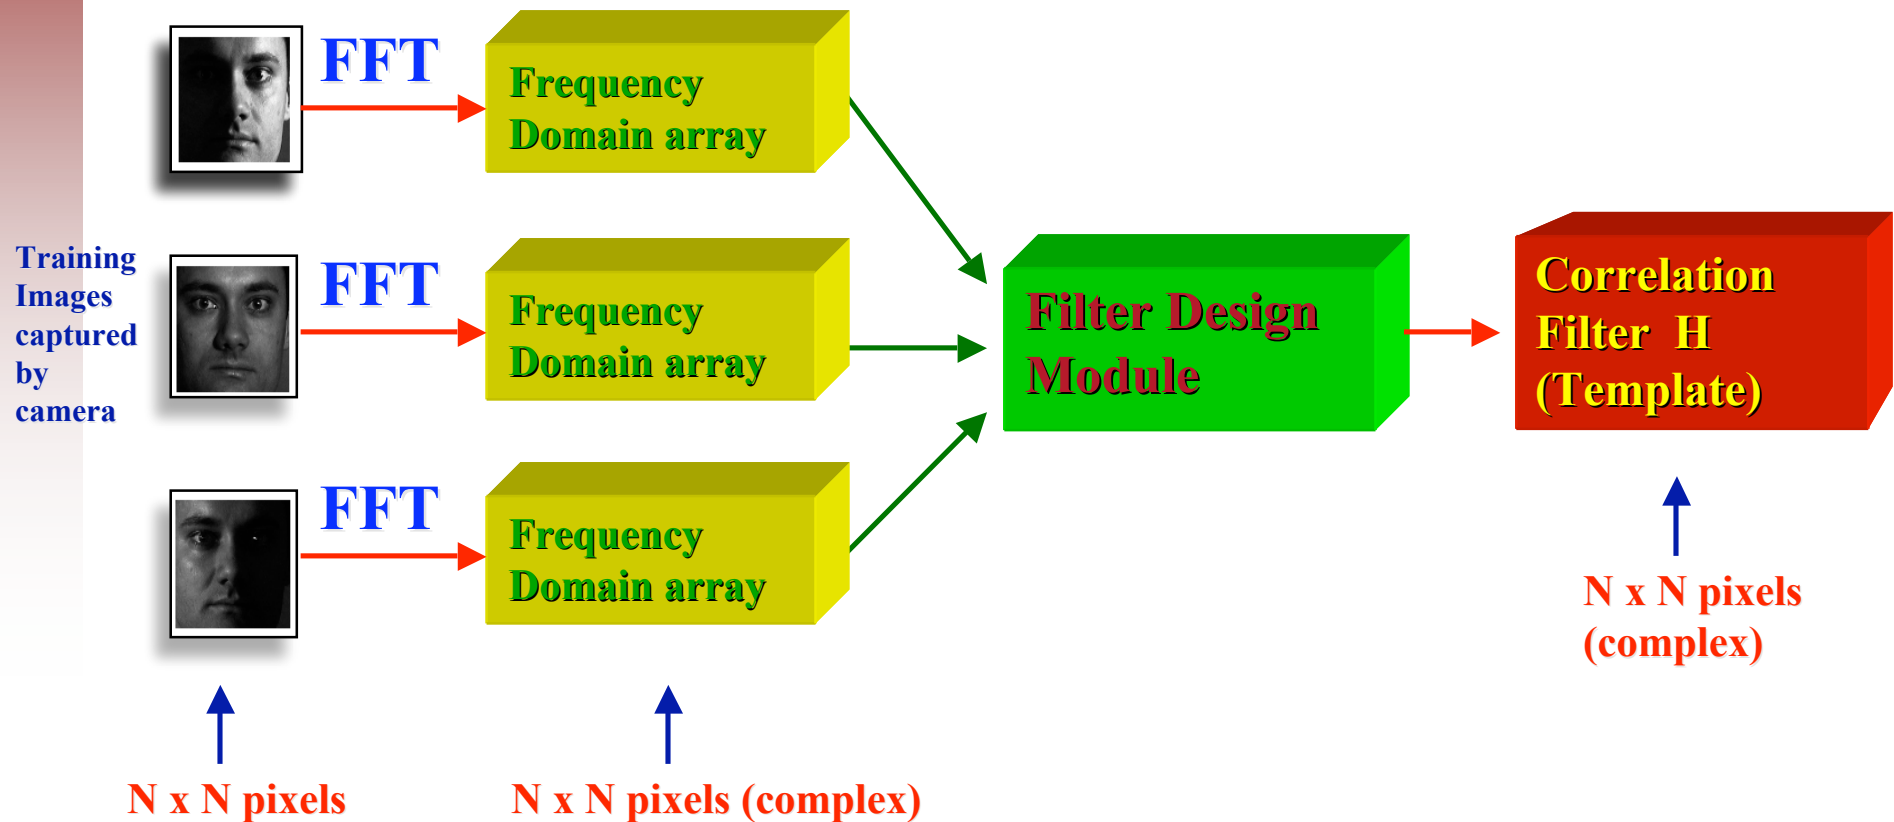 FFT
Frequency
Domain array
Training
Images
captured
by
camera
FFT
Frequency
Domain array
Filter Design
Module
Correlation
Filter H
(Template)
FFT
Frequency
Domain array
N x N pixels
(complex)
N x N pixels
N x N pixels (complex)